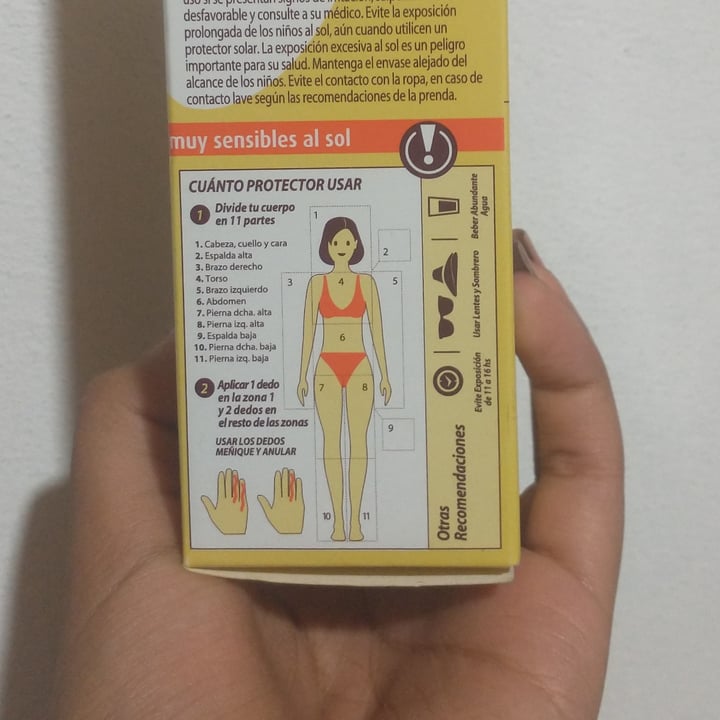 uso si se presentan signos de irritación,
desfavorable y consulte a su médico. Evite la exposición
prolongada de los niños al sol, aún cuando utilicen un
protector solar. La exposición excesiva al sol es un peligro
importante para su salud. Mantenga el envase alejado del
alcance de los niños. Evite el contacto con la ropa, en caso de
contacto lave según las recomendaciones de la prenda.
muy sensibles al sol
!
CUÁNTO PROTECTOR USAR
1 Divide tu cuerpo
en 11 partes
1. Cabeza, cuello y cara
2. Espalda alta
3. Brazo derecho
4. Torso
5. Brazo izquierdo
6. Abdomen
7. Pierna dcha. alta
8. Pierna izq. alta
9. Espalda baja
10. Pierna dcha. baja
11. Pierna izq. baja
2 Aplicar 1 dedo
en la zona 1
y 2 dedos en
el resto de las zonas
USAR LOS DEDOS
MEÑIQUE Y ANULAR
1
2
3
4
5
6
7
8
9
10
11
Otras
Recomendaciones
Evite Exposición
de 11 a 16 hs
Usar Lentes y Sombrero
Beber Abundante
Agua